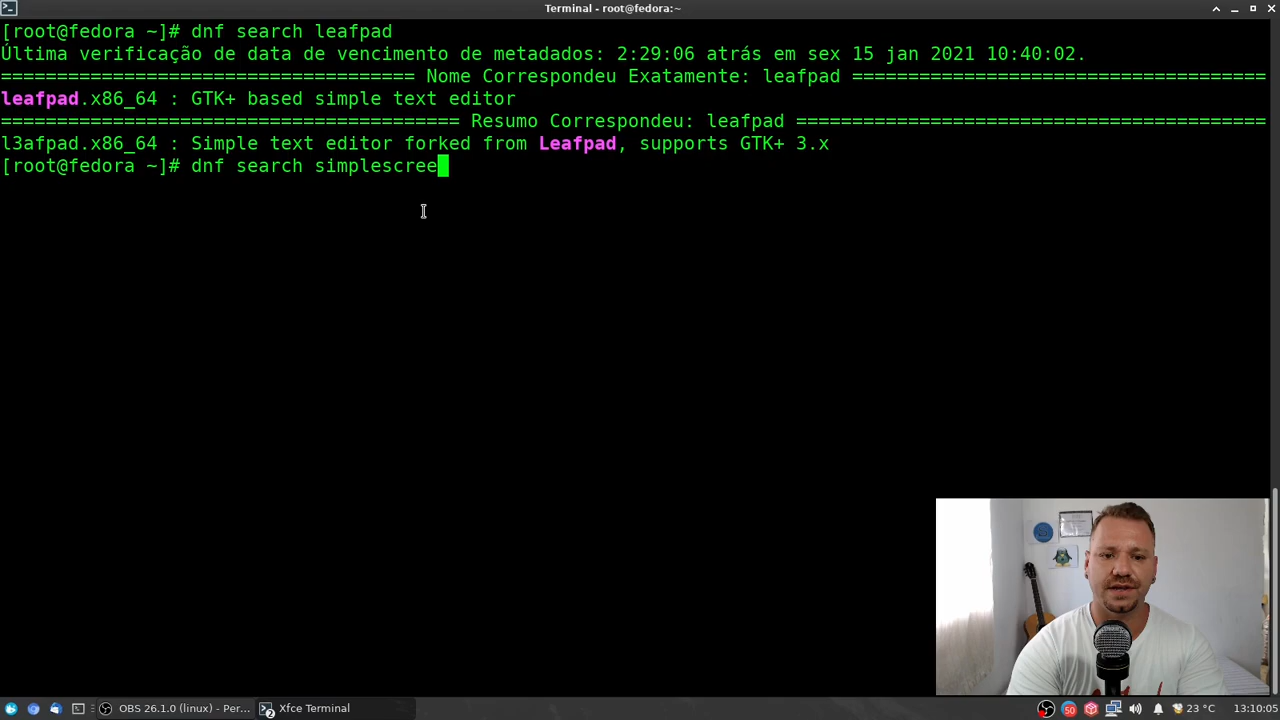 Terminal - root@fedora:~
[root@fedora ~]# dnf search leafpad
Última verificação de data de vencimento de metadados: 2:29:06 atrás em sex 15 jan 2021 10:40:02.
===================================== Nome Correspondeu Exatamente: leafpad =====================================
leafpad.x86_64 : GTK+ based simple text editor
========================================= Resumo Correspondeu: leafpad ==========================================
l3afpad.x86_64 : Simple text editor forked from Leafpad, supports GTK+ 3.x
[root@fedora ~]# dnf search simplescree
OBS 26.1.0 (linux) - Per...
Xfce Terminal
50
23 °C
13:10:05